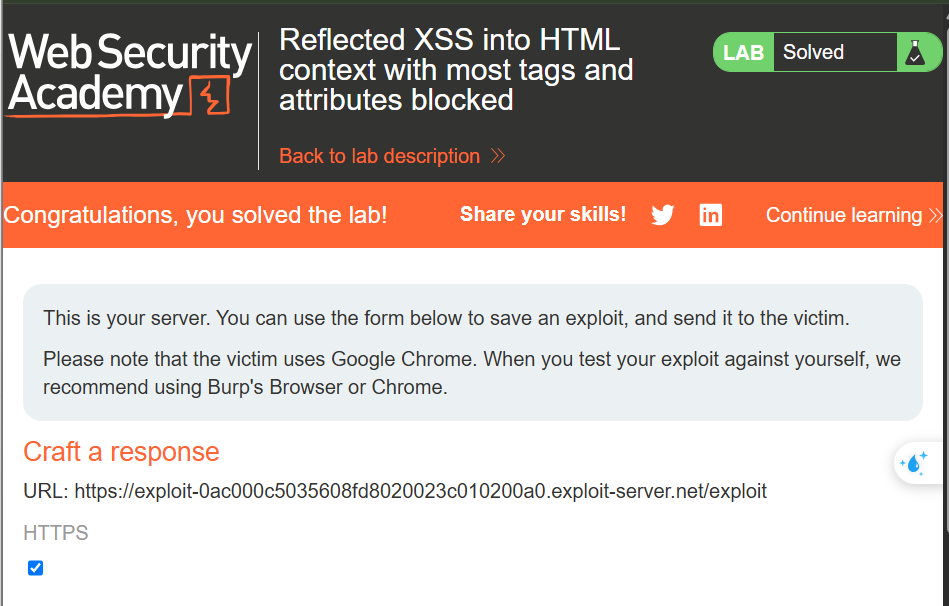 Web Security
Academy
Reflected XSS into HTML
context with most tags and
attributes blocked
LAB Solved
Back to lab description
Congratulations, you solved the lab! Share your skills! Continue learning
This is your server. You can use the form below to save an exploit, and send it to the victim.
Please note that the victim uses Google Chrome. When you test your exploit against yourself, we
recommend using Burp's Browser or Chrome.
Craft a response
URL: https://exploit-0ac000c5035608fd8020023c010200a0.exploit-server.net/exploit
HTTPS